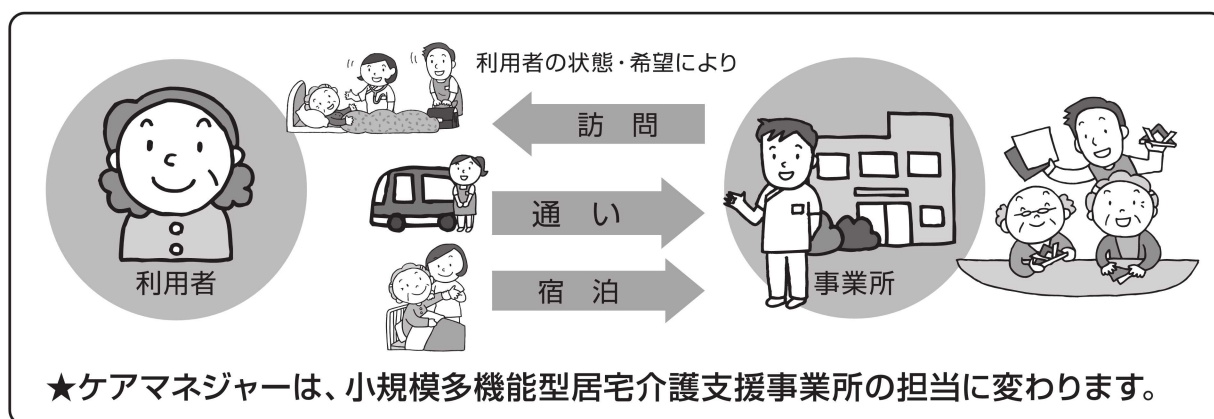 利用者の状態・希望により
訪問
通い
宿泊
利用者
事業所
★ケアマネジャーは、小規模多機能型居宅介護支援事業所の担当に変わります。